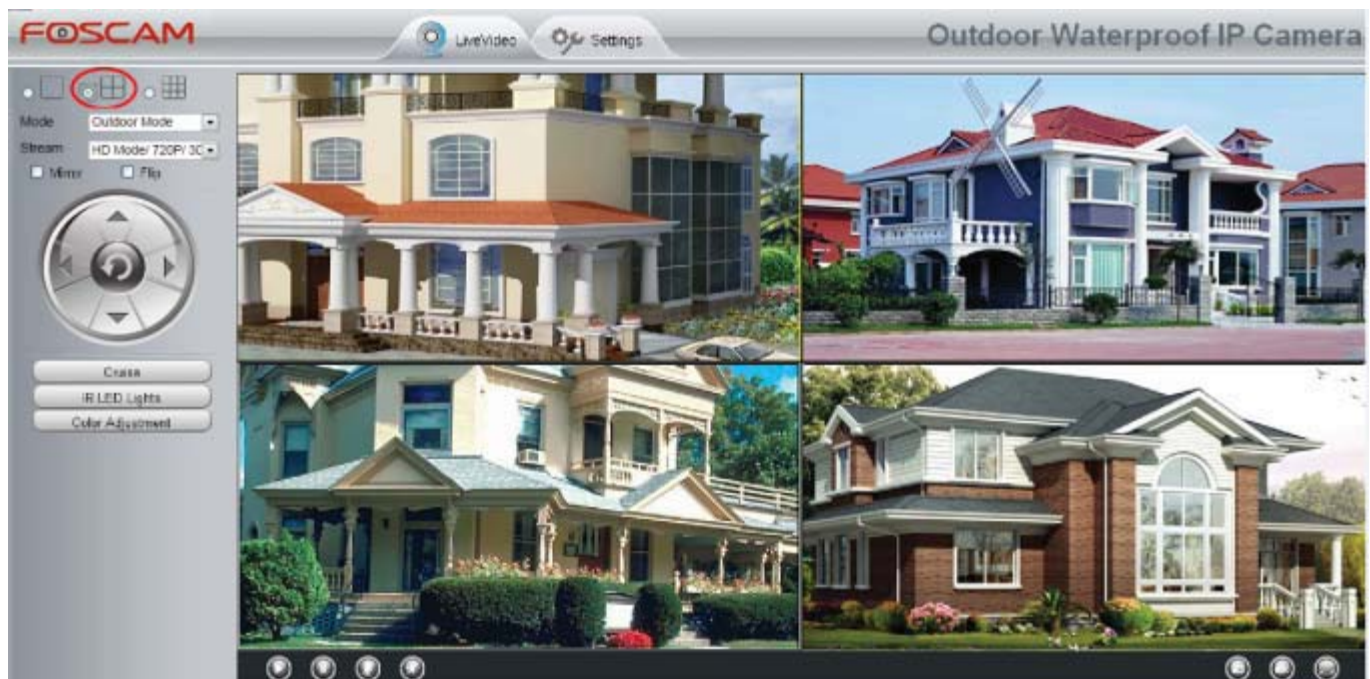 FOSCAM
LiveVideo
Settings
Outdoor Waterproof IP Camera
Mode
Outdoor Mode
Stream
HD Mode/ 720P/ 30
Mirror
Flip
Cruise
IR LED Lights
Color Adjustment